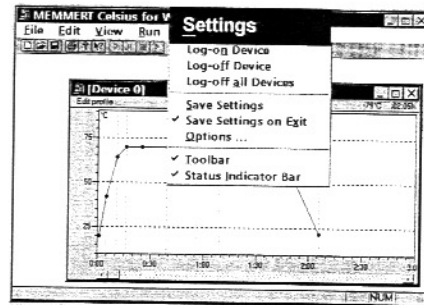 MEMMERT Celsius for W
File Edit View Run
Settings
Log-on Device
Log-off Device
Log-off all Devices
Save Settings
✓ Save Settings on Exit
Options ...
✓ Toolbar
✓ Status Indicator Bar
[Device 0]
Edit profile
°C
75
50
25
0:00
0:30
1:00
1:30
2:00
2:30
3:0
NUM